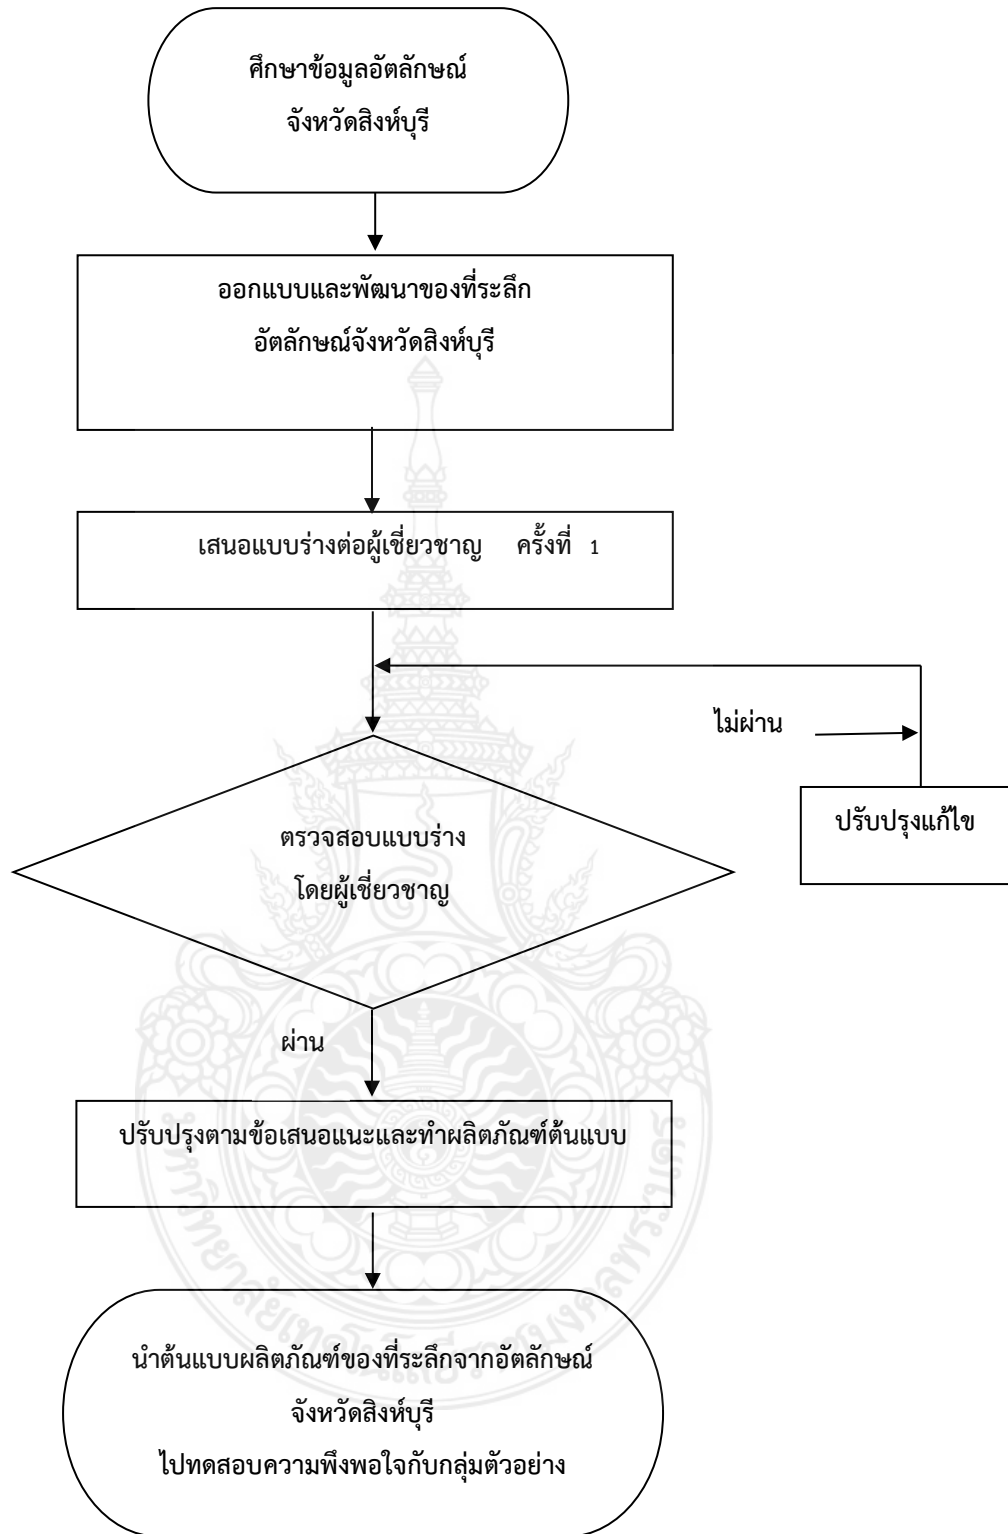 ศึกษาข้อมูลอัตลักษณ์
จังหวัดสิงห์บุรี
ออกแบบและพัฒนาของที่ระลึก
อัตลักษณ์จังหวัดสิงห์บุรี
เสนอแบบร่างต่อผู้เชี่ยวชาญ ครั้งที่ 1
ไม่ผ่าน
ปรับปรุงแก้ไข
ตรวจสอบแบบร่าง
โดยผู้เชี่ยวชาญ
ผ่าน
ปรับปรุงตามข้อเสนอแนะและทำผลิตภัณฑ์ต้นแบบ
นำต้นแบบผลิตภัณฑ์ของที่ระลึกจากอัตลักษณ์
จังหวัดสิงห์บุรี
ไปทดสอบความพึงพอใจกับกลุ่มตัวอย่าง